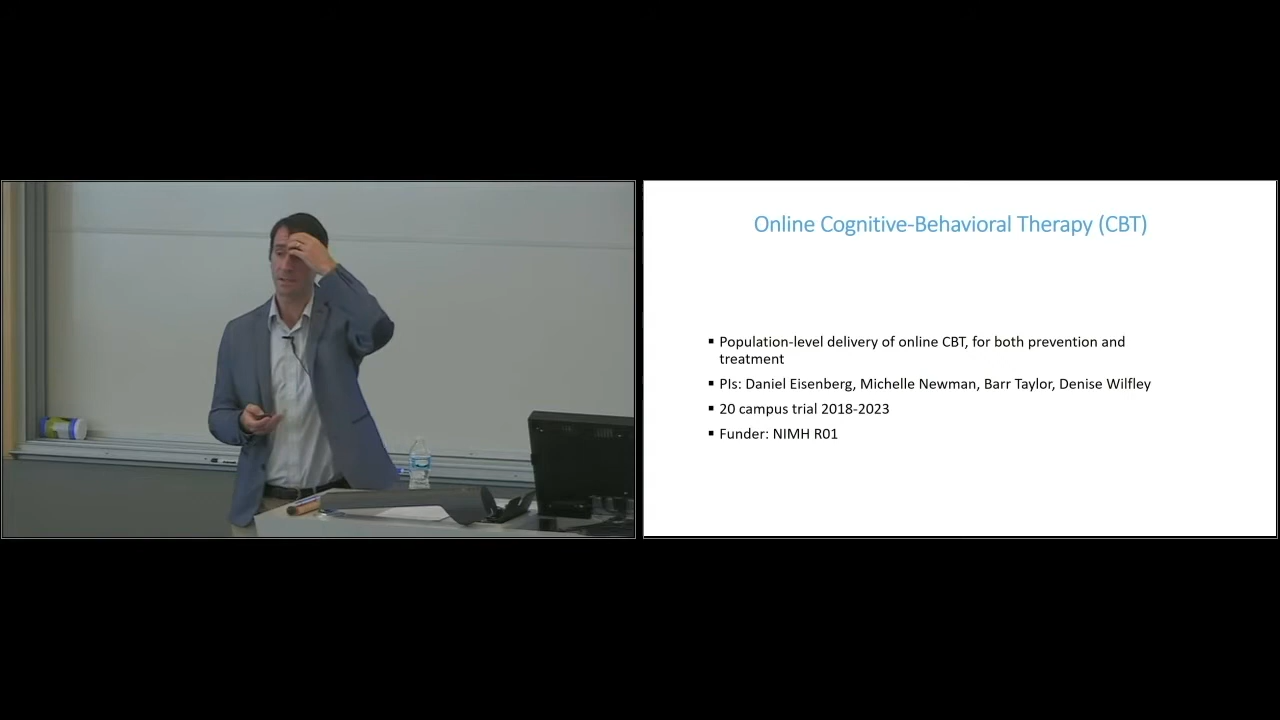 Online Cognitive-Behavioral Therapy (CBT)
▪ Population-level delivery of online CBT, for both prevention and
treatment
▪ PIs: Daniel Eisenberg, Michelle Newman, Barr Taylor, Denise Wilfley
▪ 20 campus trial 2018-2023
▪ Funder: NIMH R01